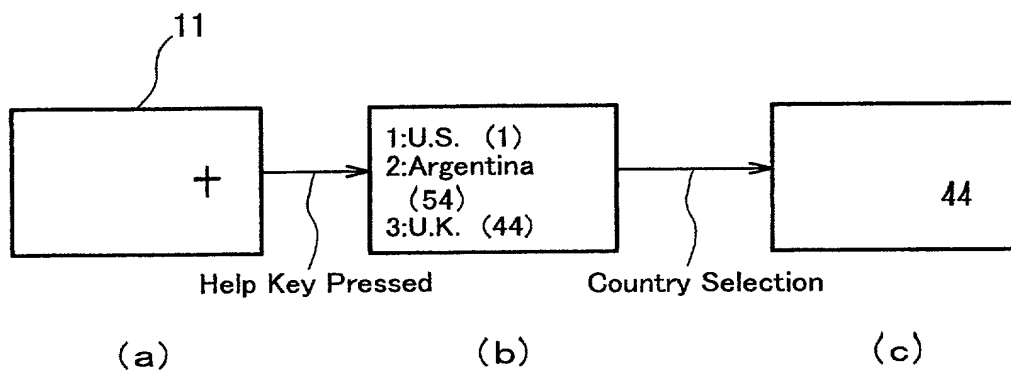 11
+
1:U.S. (1)
2:Argentina
(54)
3:U.K. (44)
44
Help Key Pressed
Country Selection
(a)
(b)
(c)